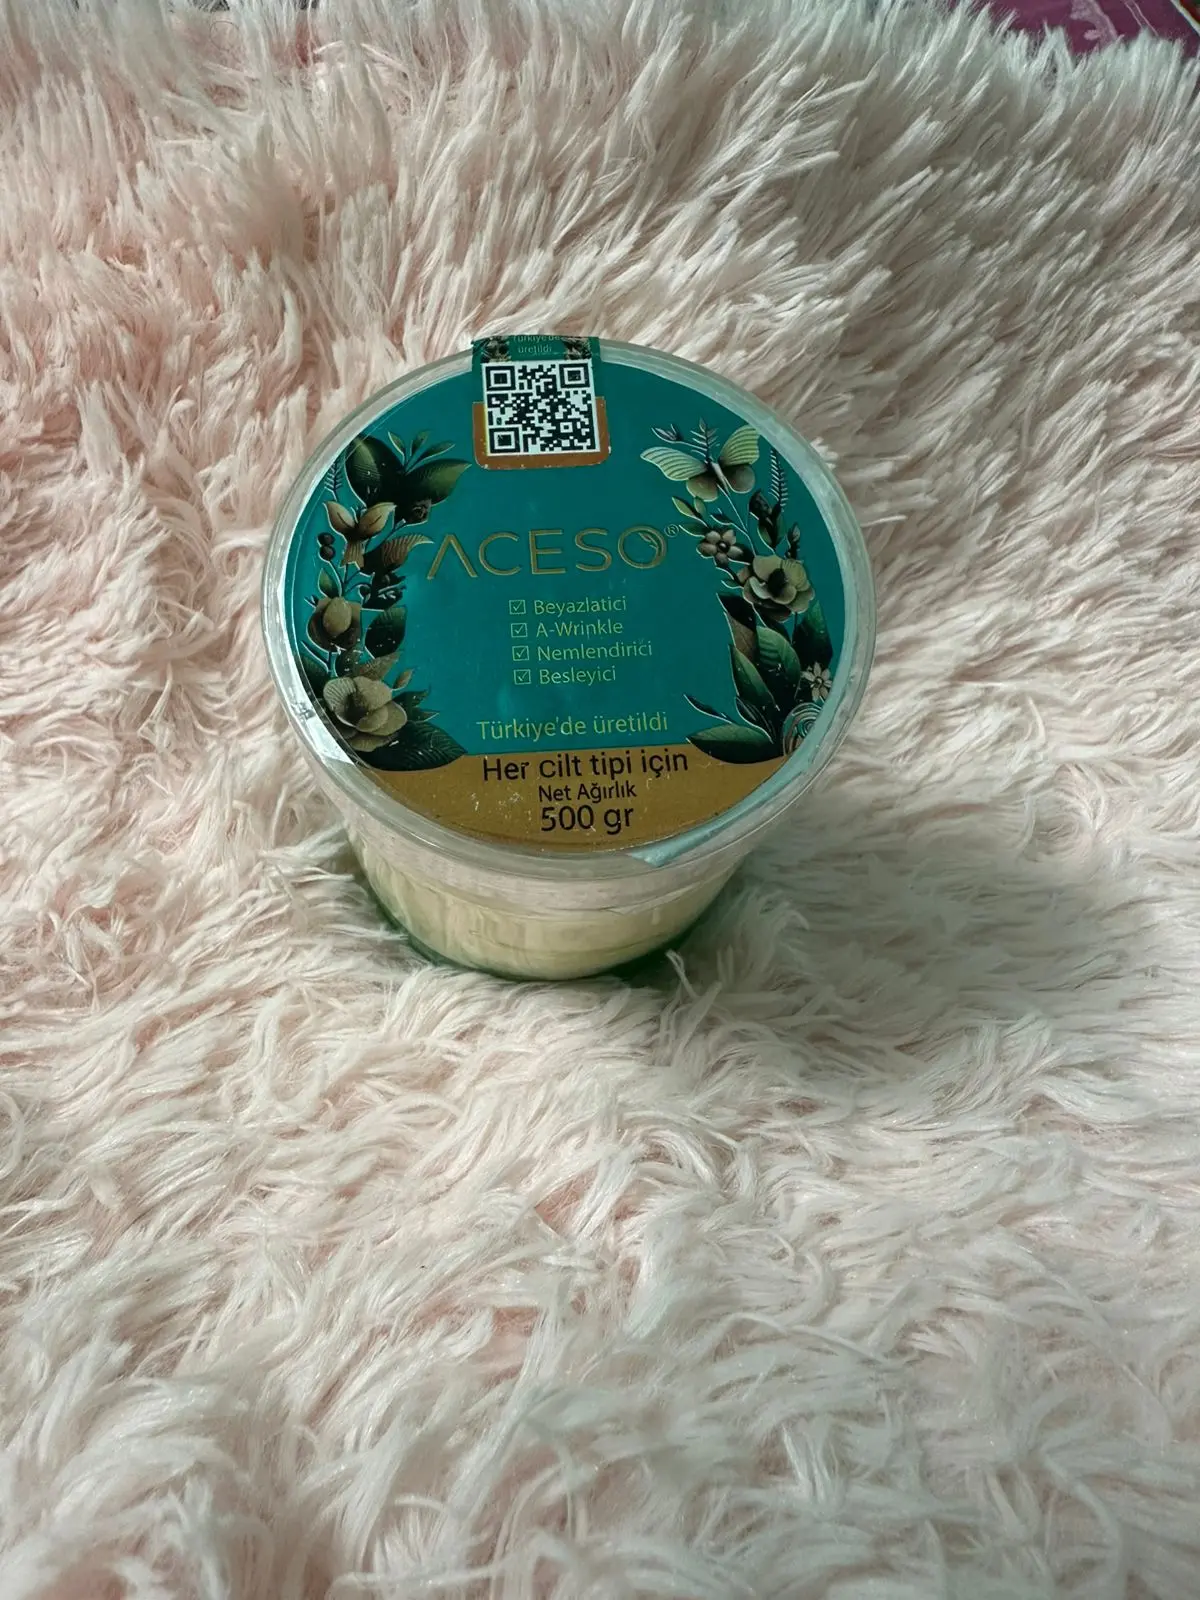 Türkiye'de
üretildi
ACESO®
☑ Beyazlatici
☑ A-Wrinkle
☑ Nemlendirici
☑ Besleyici
Türkiye'de üretildi
Her cilt tipi için
Net Ağırlık
500 gr